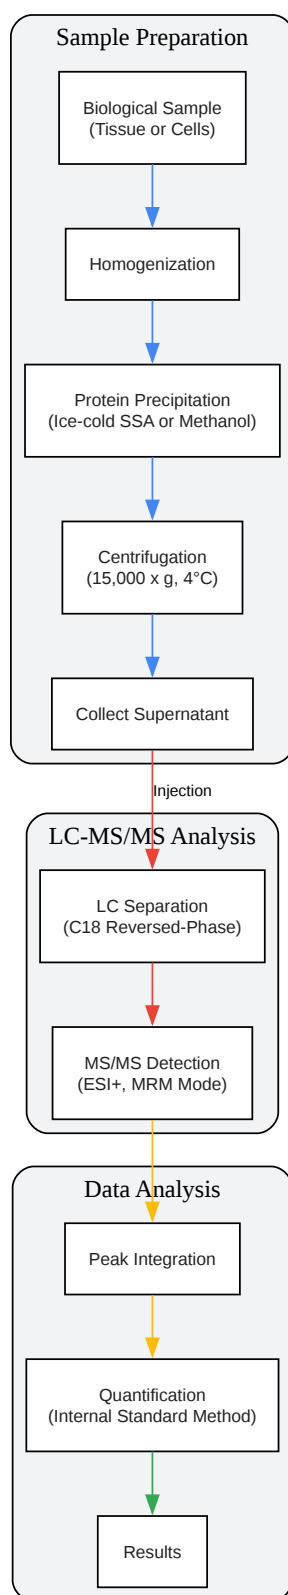 Sample Preparation
Biological Sample
(Tissue or Cells)
Homogenization
Protein Precipitation
(Ice-cold SSA or Methanol)
Centrifugation
(15,000 x g, 4°C)
Collect Supernatant
Injection
LC-MS/MS Analysis
LC Separation
(C18 Reversed-Phase)
MS/MS Detection
(ESI+, MRM Mode)
Data Analysis
Peak Integration
Quantification
(Internal Standard Method)
Results